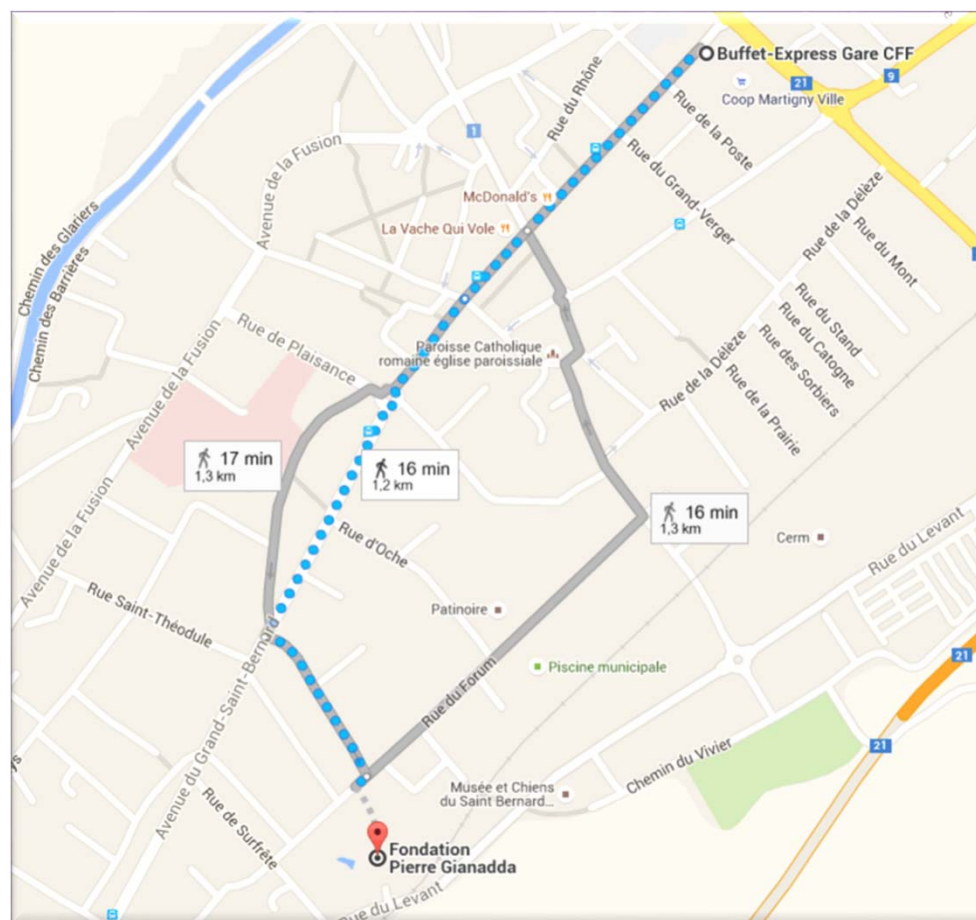 Buffet-Express Gare CFF
21
9
Coop Martigny Ville
Rue du Rhône
Rue de la Poste
1
Avenue de la Fusion
Rue du Grand-Verger
McDonald's
La Vache Qui Vole
Rue de la Délèze
Rue du Mont
Chemin des Glariers
Chemin des Barrières
Rue de Plaisance
Paroisse Catholique
romaine église paroissiale
Rue du Stand
Rue du Catogne
Rue des Sorbiers
Rue de la Prairie
Rue de la Délèze
Avenue de la Fusion
17 min
1,3 km
16 min
1,2 km
16 min
1,3 km
Avenue de la Fusion
Rue d'Oche
Cerm
Rue du Levant
Rue Saint-Théodule
Patinoire
Piscine municipale
21
Rue du Forum
Avenue du Grand-Saint-Bernard
21
Chemin du Vivier
Musée et Chiens
du Saint Bernard...
Rue de Surfrête
Fondation
Pierre Gianadda
Rue du Levant